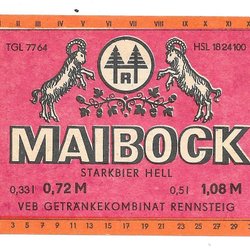 II III IV V VI VII VIII IX X XI XII
TGL 7764 HSL 1824100
R
MAIBOCK
STARKBIER HELL
0,33 l 0,72 M 0,5 l 1,08 M
VEB GETRÄNKEKOMBINAT RENNSTEIG
3 5 7 9 11 13 15 17 19 21 23 25 27 29